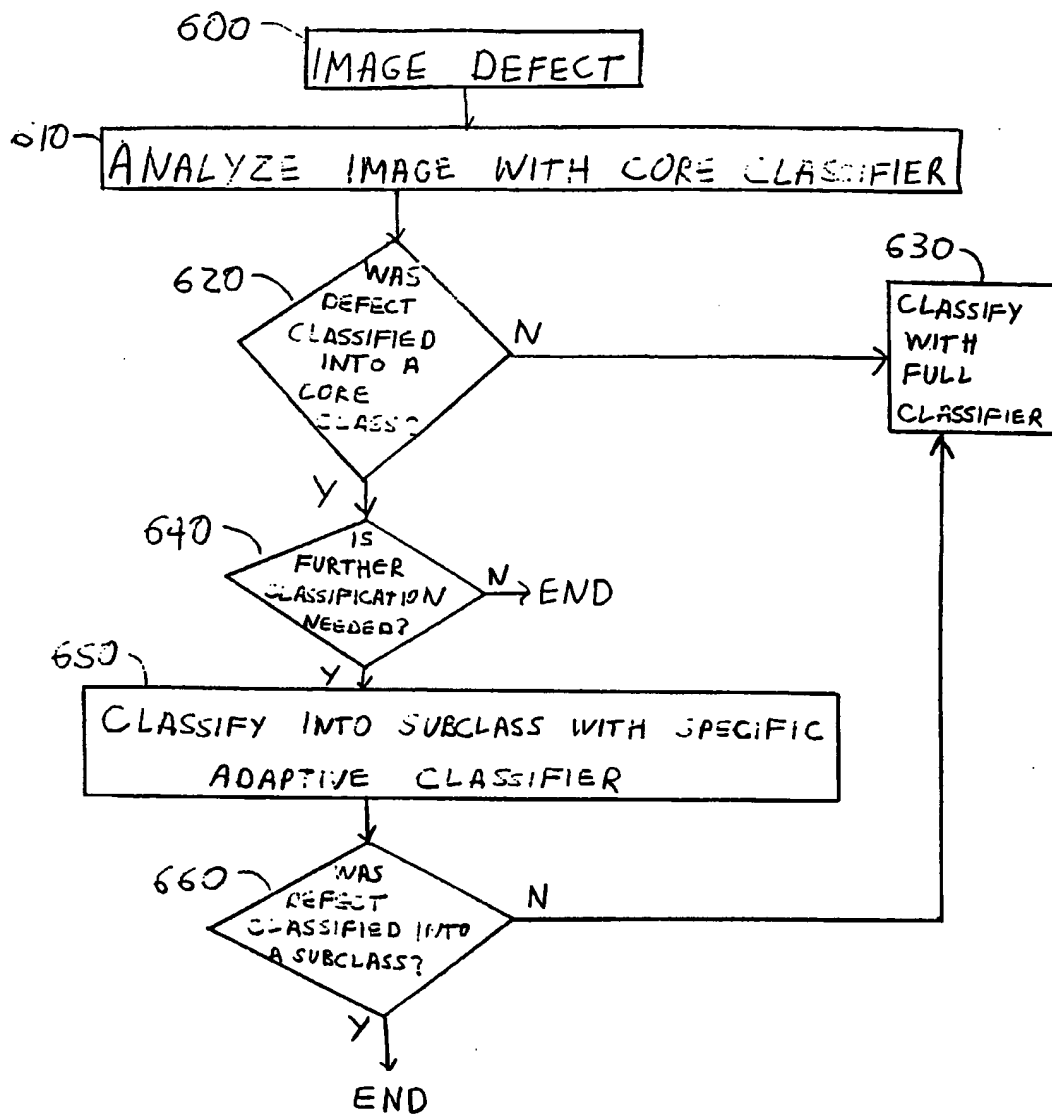 600
IMAGE DEFECT
610
ANALYZE IMAGE WITH CORE CLASSIFIER
620
WAS
DEFECT
CLASSIFIED
INTO A
CORE
CLASS?
N
630
CLASSIFY
WITH
FULL
CLASSIFIER
Y
640
IS
FURTHER
CLASSIFICATION
NEEDED?
N
END
Y
650
CLASSIFY INTO SUBCLASS WITH SPECIFIC
ADAPTIVE CLASSIFIER
660
WAS
DEFECT
CLASSIFIED INTO
A SUBCLASS?
N
Y
END